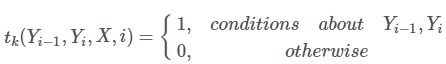 t_k(Y_{i-1}, Y_i, X, i) = { 1, conditions about Y_{i-1}, Y_i
0, otherwise